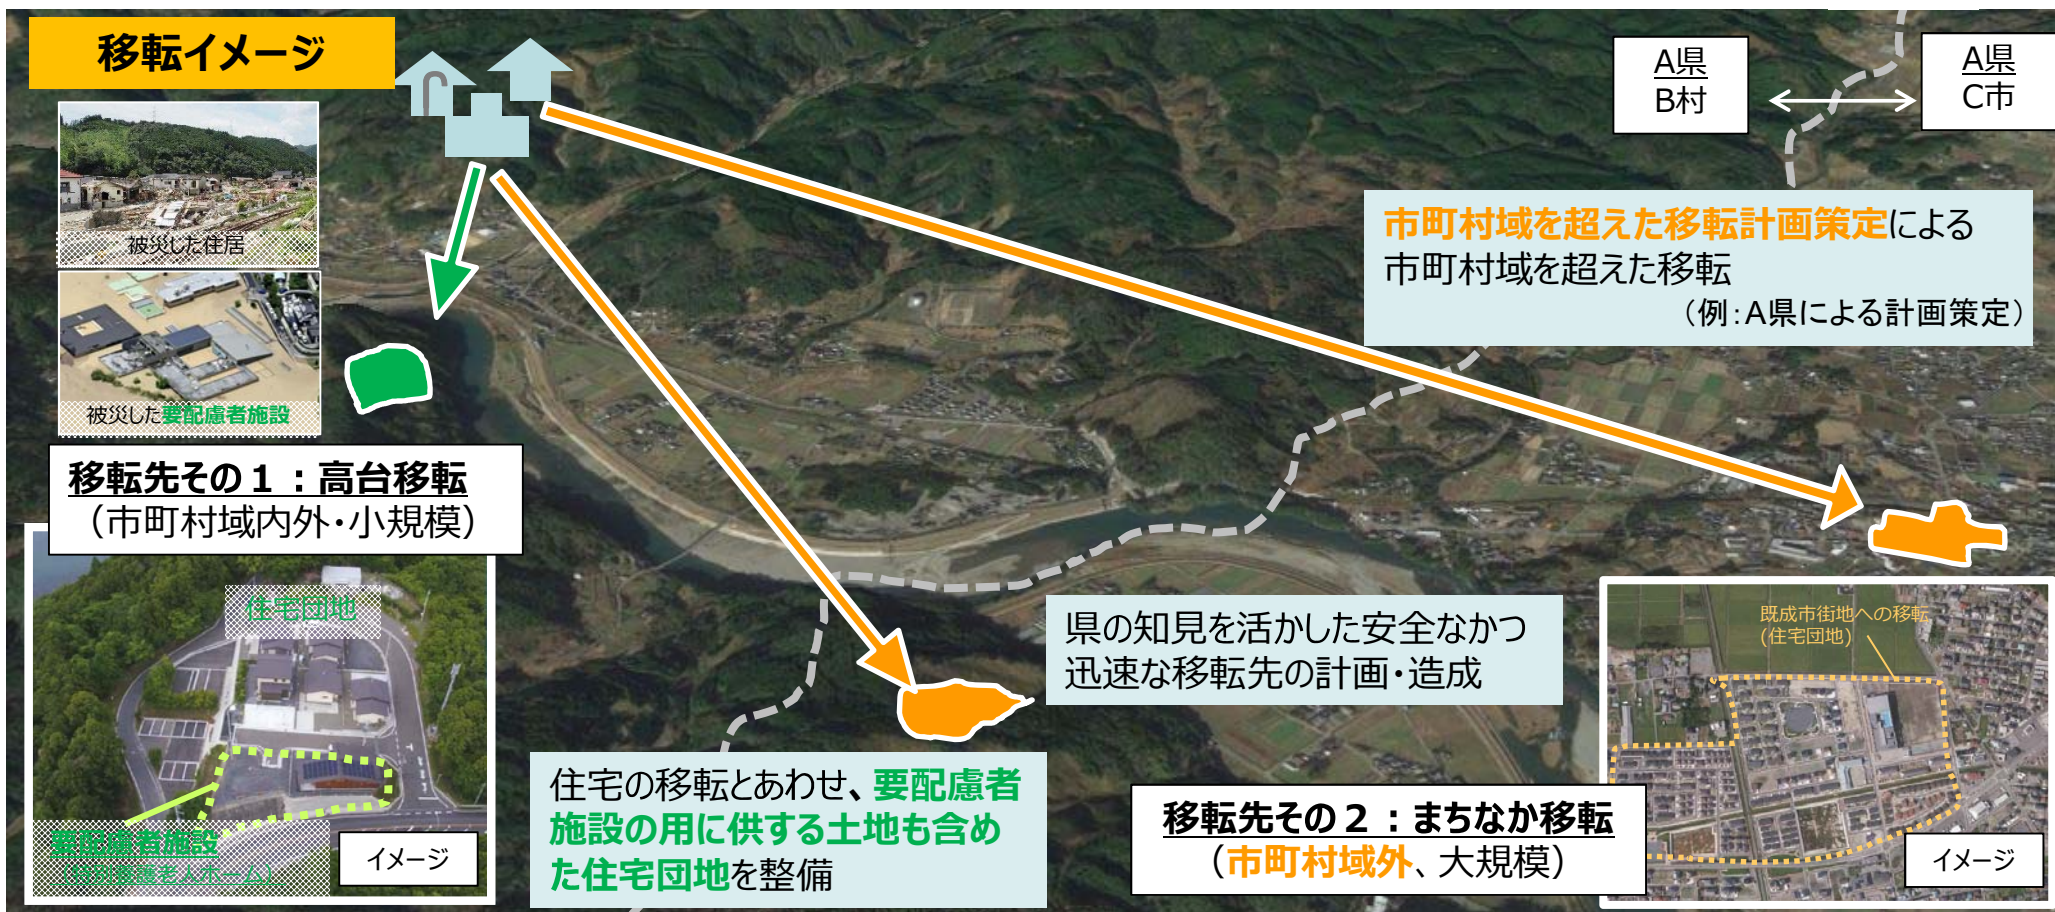 移転イメージ
被災した住居
被災した要配慮者施設
A県
B村
A県
C市
市町村域を超えた移転計画策定による
市町村域を超えた移転
（例：A県による計画策定）
移転先その１：高台移転
（市町村域内外・小規模）
住宅団地
要配慮者施設
（特別養護老人ホーム）
イメージ
県の知見を活かした安全なかつ
迅速な移転先の計画・造成
住宅の移転とあわせ、要配慮者
施設の用に供する土地も含め
た住宅団地を整備
既成市街地への移転
(住宅団地)
移転先その２：まちなか移転
（市町村域外、大規模）
イメージ